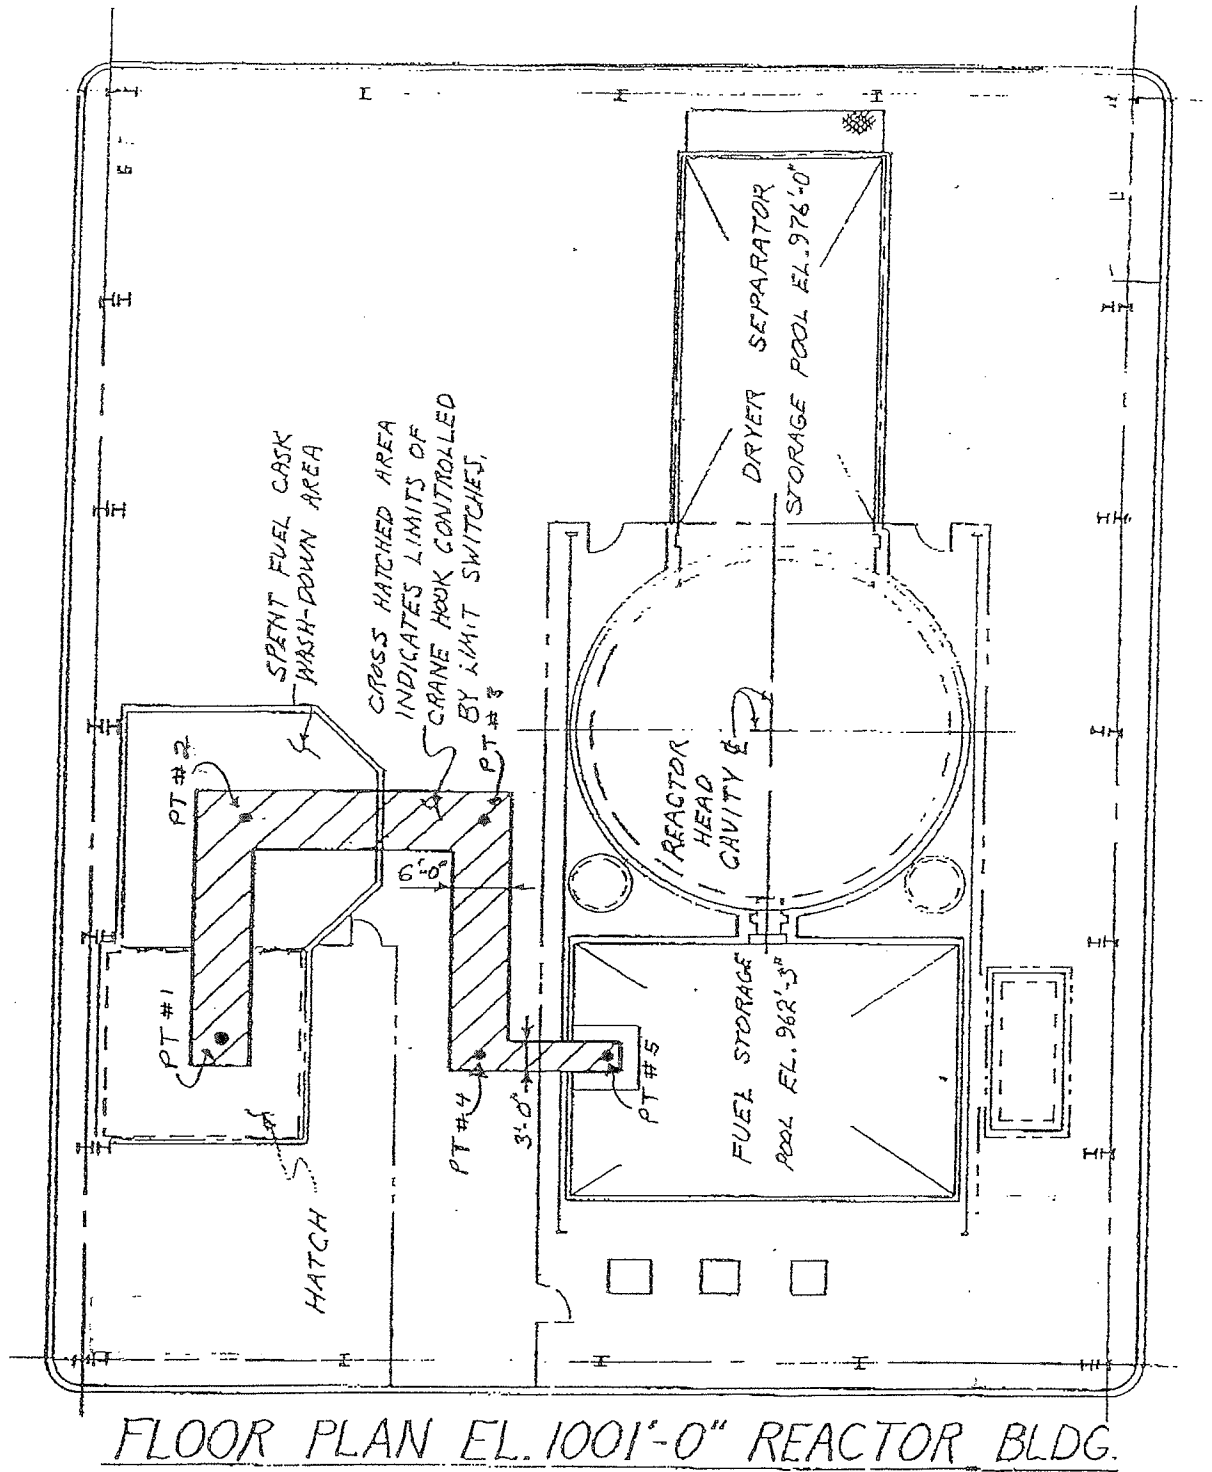 SPENT FUEL CASK
WASH-DOWN AREA
CROSS HATCHED AREA
INDICATES LIMITS OF
CRANE HOOK CONTROLLED
BY LIMIT SWITCHES.
PT #2
PT #3
PT #1
6'-0"
PT #4
3'-0"
PT #5
HATCH
DRYER SEPARATOR
STORAGE POOL EL. 976'-0"
REACTOR
HEAD
CAVITY ℄
FUEL STORAGE
POOL EL. 962'-3"
FLOOR PLAN EL. 1001'-0" REACTOR BLDG.